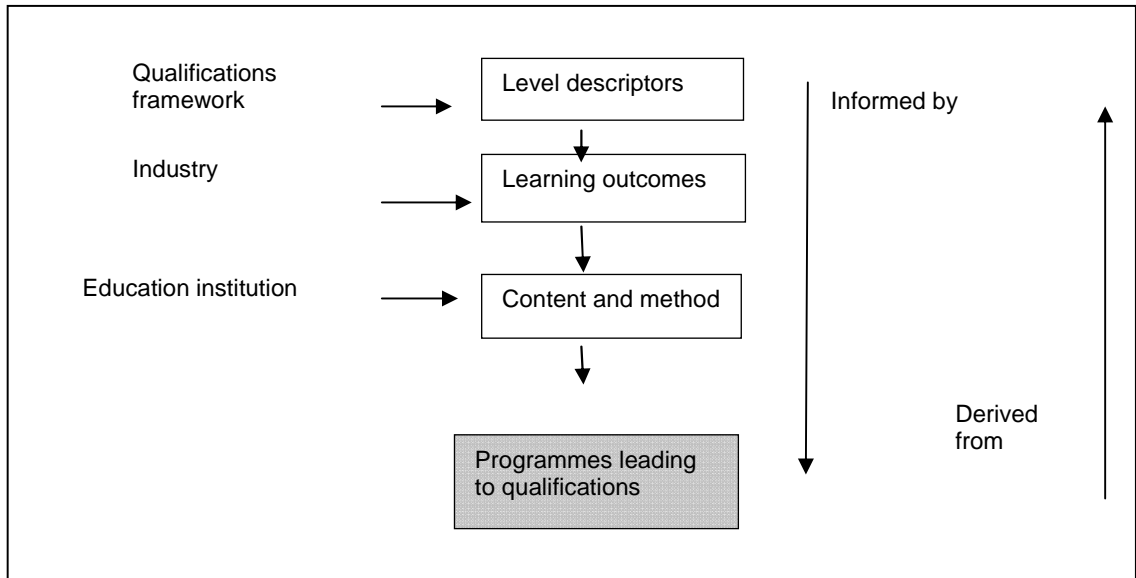 Qualifications
framework
Level descriptors
Informed by
Industry
Learning outcomes
Education institution
Content and method
Derived
from
Programmes leading
to qualifications